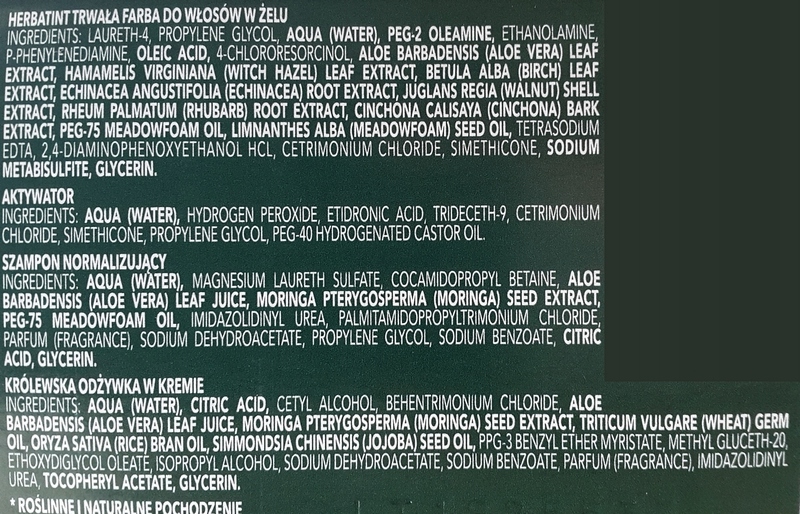 HERBATINT TRWAŁA FARBA DO WŁOSÓW W ŻELU
INGREDIENTS: LAURETH-4, PROPYLENE GLYCOL, AQUA (WATER), PEG-2 OLEAMINE, ETHANOLAMINE,
P-PHENYLENEDIAMINE, OLEIC ACID, 4-CHLORORESORCINOL, ALOE BARBADENSIS (ALOE VERA) LEAF
EXTRACT, HAMAMELIS VIRGINIANA (WITCH HAZEL) LEAF EXTRACT, BETULA ALBA (BIRCH) LEAF
EXTRACT, ECHINACEA ANGUSTIFOLIA (ECHINACEA) ROOT EXTRACT, JUGLANS REGIA (WALNUT) SHELL
EXTRACT, RHEUM PALMATUM (RHUBARB) ROOT EXTRACT, CINCHONA CALISAYA (CINCHONA) BARK
EXTRACT, PEG-75 MEADOWFOAM OIL, LIMNANTHES ALBA (MEADOWFOAM) SEED OIL, TETRASODIUM
EDTA, 2,4-DIAMINOPHENOXYETHANOL HCL, CETRIMONIUM CHLORIDE, SIMETHICONE, SODIUM
METABISULFITE, GLYCERIN.
AKTYWATOR
INGREDIENTS: AQUA (WATER), HYDROGEN PEROXIDE, ETIDRONIC ACID, TRIDECETH-9, CETRIMONIUM
CHLORIDE, SIMETHICONE, PROPYLENE GLYCOL, PEG-40 HYDROGENATED CASTOR OIL.
SZAMPON NORMALIZUJĄCY
INGREDIENTS: AQUA (WATER), MAGNESIUM LAURETH SULFATE, COCAMIDOPROPYL BETAINE, ALOE
BARBADENSIS (ALOE VERA) LEAF JUICE, MORINGA PTERYGOSPERMA (MORINGA) SEED EXTRACT,
PEG-75 MEADOWFOAM OIL, IMIDAZOLIDINYL UREA, PALMITAMIDOPROPYLTRIMONIUM CHLORIDE,
PARFUM (FRAGRANCE), SODIUM DEHYDROACETATE, PROPYLENE GLYCOL, SODIUM BENZOATE, CITRIC
ACID, GLYCERIN.
KRÓLEWSKA ODŻYWKA W KREMIE
INGREDIENTS: AQUA (WATER), CITRIC ACID, CETYL ALCOHOL, BEHENTRIMONIUM CHLORIDE, ALOE
BARBADENSIS (ALOE VERA) LEAF JUICE, MORINGA PTERYGOSPERMA (MORINGA) SEED EXTRACT, TRITICUM VULGARE (WHEAT) GERM
OIL, ORYZA SATIVA (RICE) BRAN OIL, SIMMONDSIA CHINENSIS (JOJOBA) SEED OIL, PPG-3 BENZYL ETHER MYRISTATE, METHYL GLUCETH-20,
ETHOXYDIGLYCOL OLEATE, ISOPROPYL ALCOHOL, SODIUM DEHYDROACETATE, SODIUM BENZOATE, PARFUM (FRAGRANCE), IMIDAZOLIDINYL
UREA, TOCOPHERYL ACETATE, GLYCERIN.
* ROŚLINNE I NATURALNE POCHODZENIE